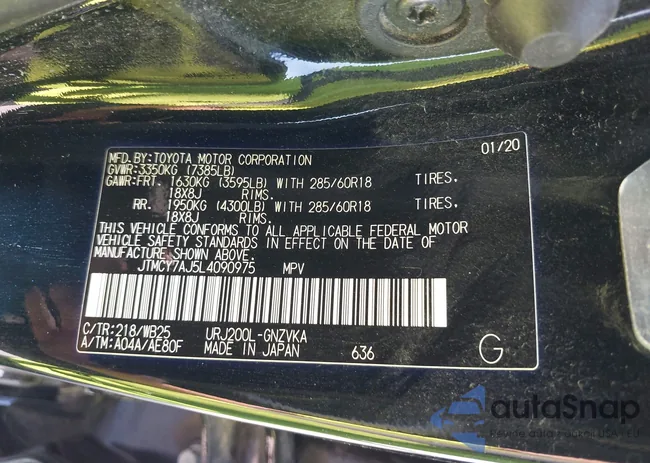 MFD.BY:TOYOTA MOTOR CORPORATION 01/20
GVWR:3350KG (7385LB)
GAWR:FRT. 1630KG (3595LB) WITH 285/60R18 TIRES,
18X8J RIMS.
RR. 1950KG (4300LB) WITH 285/60R18 TIRES,
18X8J RIMS.
THIS VEHICLE CONFORMS TO ALL APPLICABLE FEDERAL MOTOR
VEHICLE SAFETY STANDARDS IN EFFECT ON THE DATE OF
MANUFACTURE SHOWN ABOVE.
JTMCY7AJ5L4090975 MPV
C/TR:218/WB25 URJ200L-GNZVKA
A/TM:A04A/AE80F MADE IN JAPAN 636 G
autaSnap